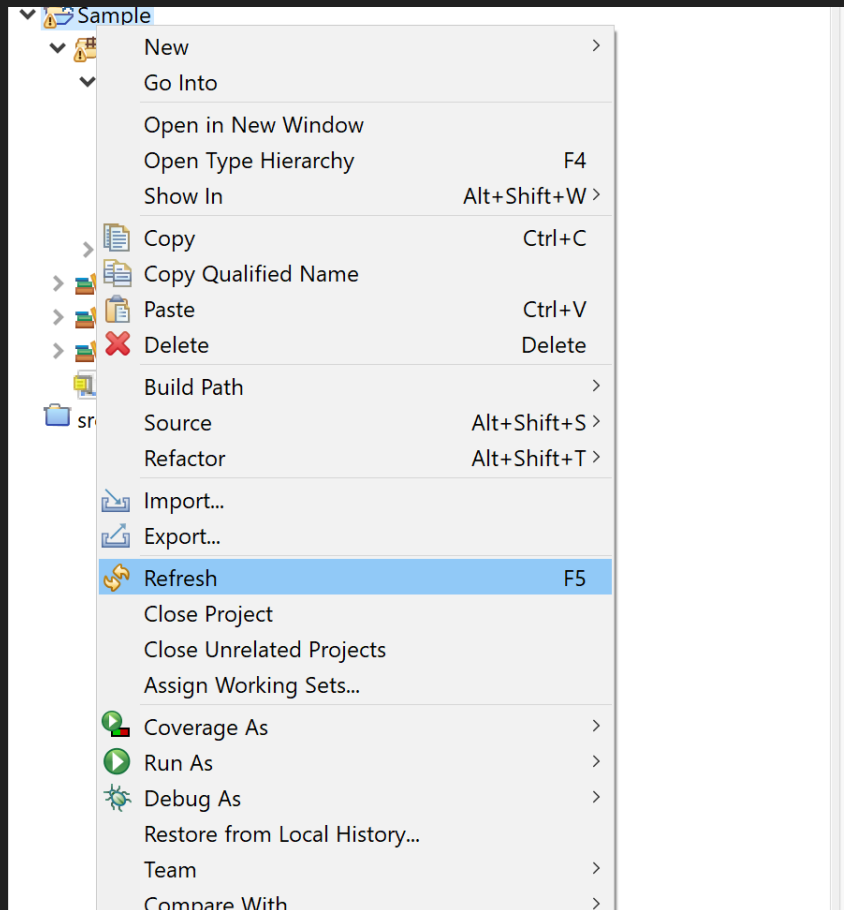 Sample
New
Go Into
Open in New Window
Open Type Hierarchy F4
Show In Alt+Shift+W
Copy Ctrl+C
Copy Qualified Name
Paste Ctrl+V
Delete Delete
Build Path
Source Alt+Shift+S
Refactor Alt+Shift+T
Import...
Export...
Refresh F5
Close Project
Close Unrelated Projects
Assign Working Sets...
Coverage As
Run As
Debug As
Restore from Local History...
Team
Compare With